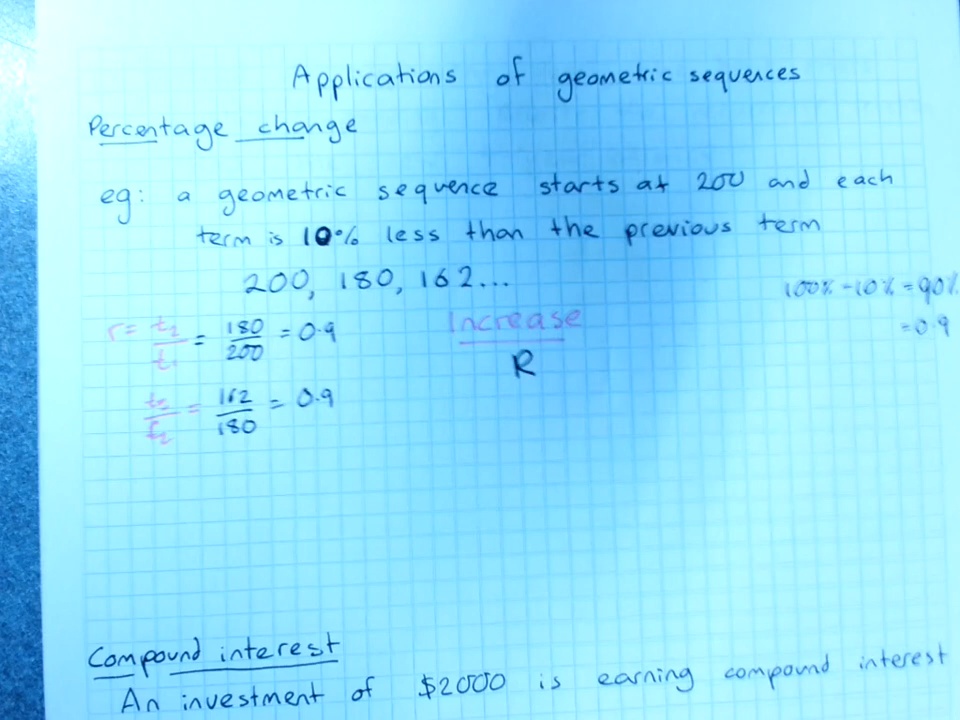 Applications of geometric sequences
Percentage change
eg: a geometric sequence starts at 200 and each
term is 10% less than the previous term
200, 180, 162...
100% - 10% = 90%
= 0.9
r = t2/t1 = 180/200 = 0.9
Increase
R
t3/t2 = 162/180 = 0.9
Compound interest
An investment of $2000 is earning compound interest